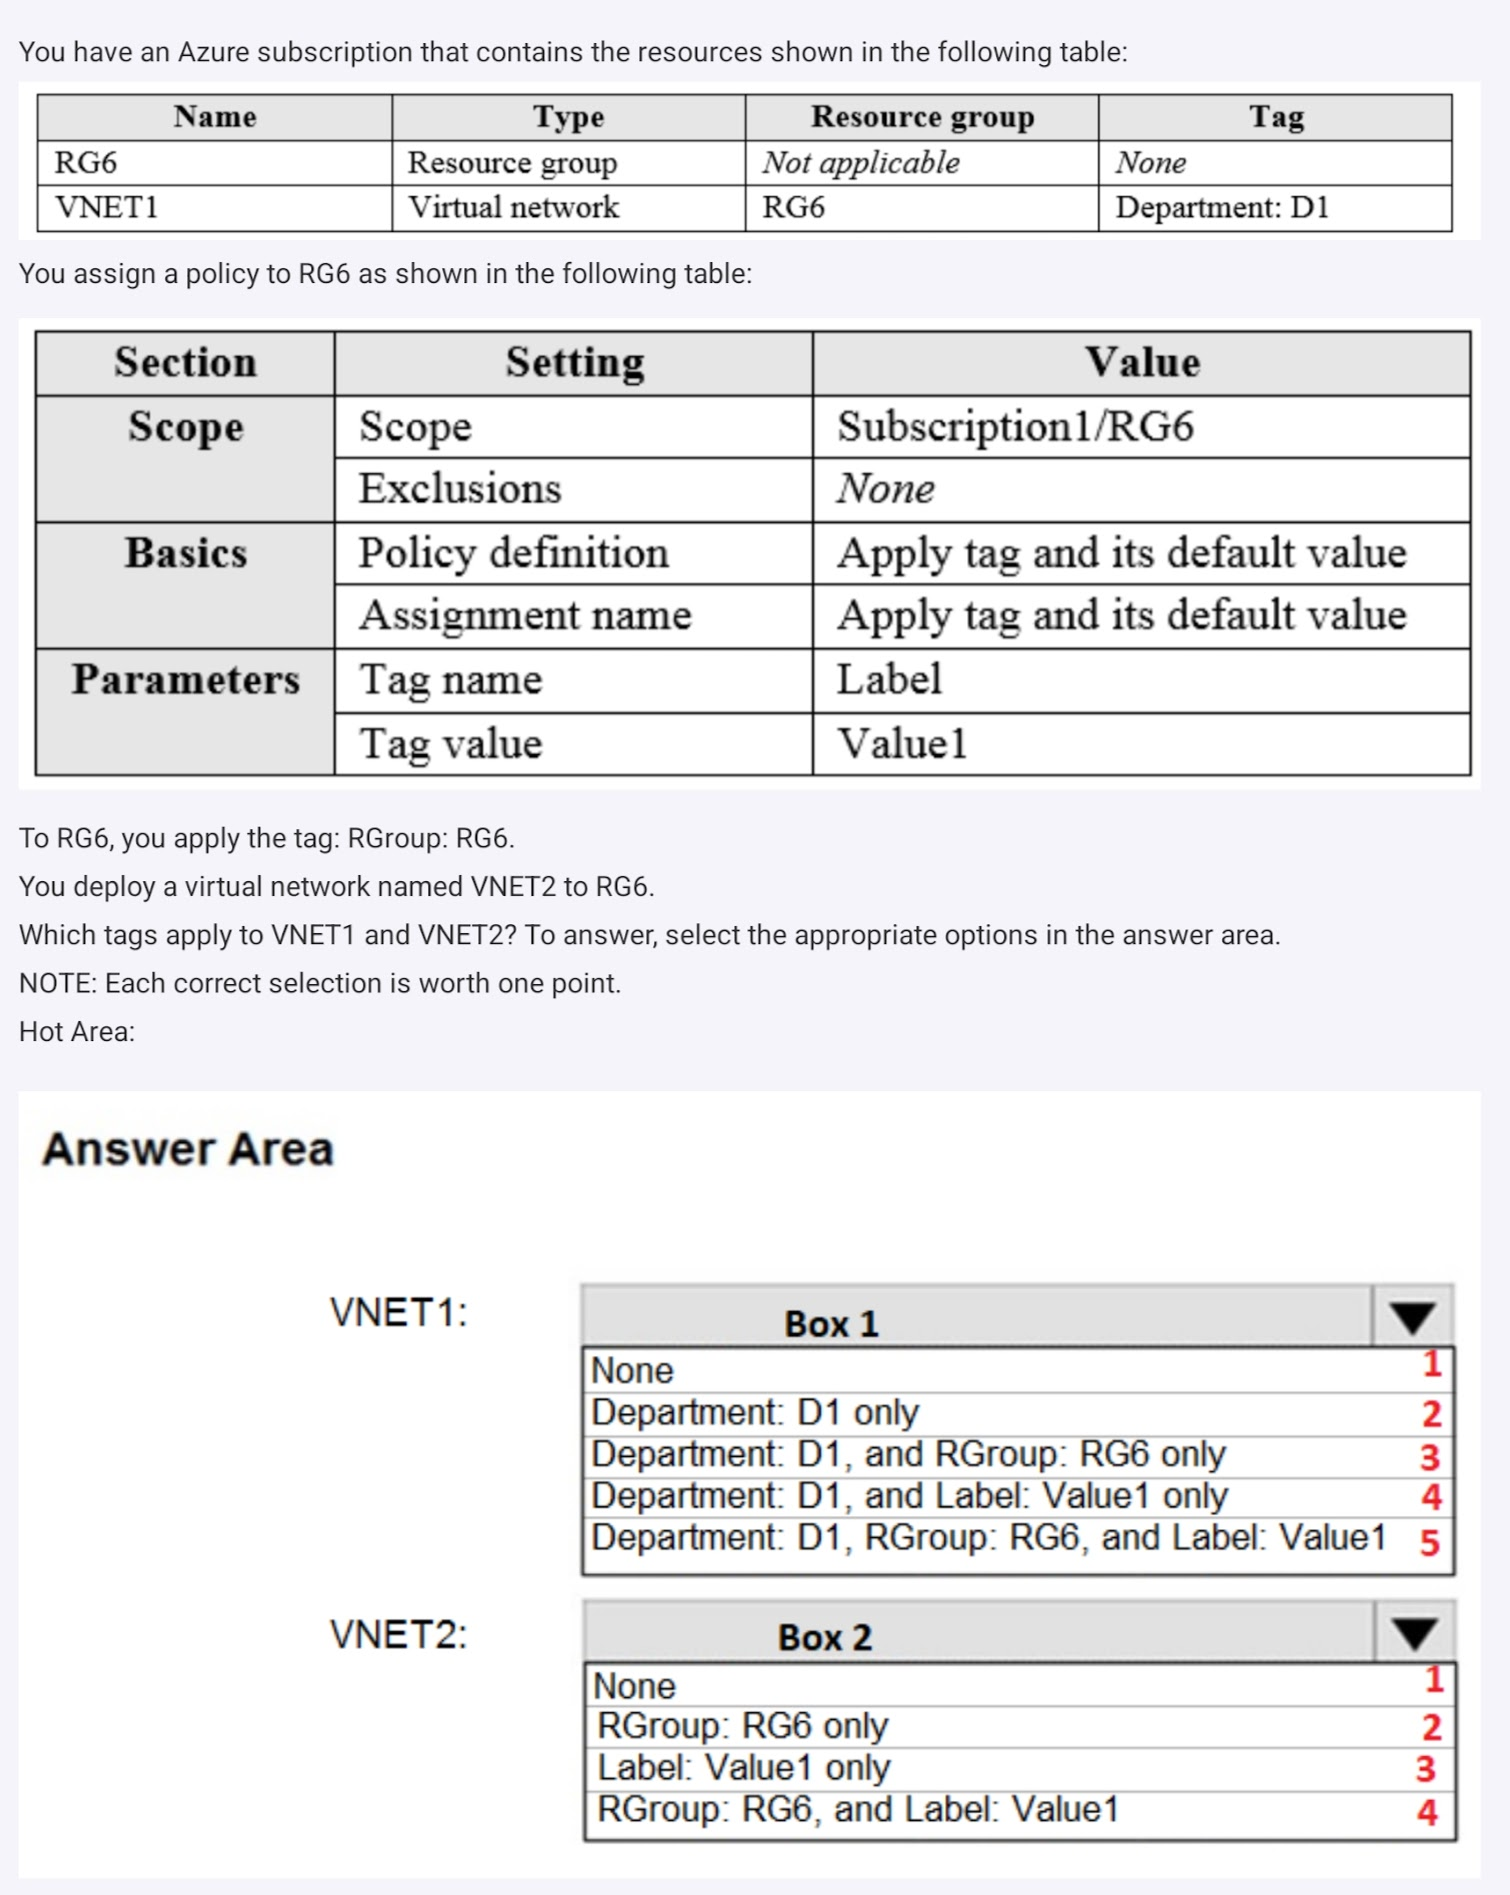 You have an Azure subscription that contains the resources shown in the following table:
Name Type Resource group Tag
RG6 Resource group Not applicable None
VNET1 Virtual network RG6 Department: D1
You assign a policy to RG6 as shown in the following table:
Section Setting Value
Scope Scope Subscription1/RG6
Exclusions None
Basics Policy definition Apply tag and its default value
Assignment name Apply tag and its default value
Parameters Tag name Label
Tag value Value1
To RG6, you apply the tag: RGroup: RG6.
You deploy a virtual network named VNET2 to RG6.
Which tags apply to VNET1 and VNET2? To answer, select the appropriate options in the answer area.
NOTE: Each correct selection is worth one point.
Hot Area:
Answer Area
VNET1: Box 1
None 1
Department: D1 only 2
Department: D1, and RGroup: RG6 only 3
Department: D1, and Label: Value1 only 4
Department: D1, RGroup: RG6, and Label: Value1 5
VNET2: Box 2
None 1
RGroup: RG6 only 2
Label: Value1 only 3
RGroup: RG6, and Label: Value1 4